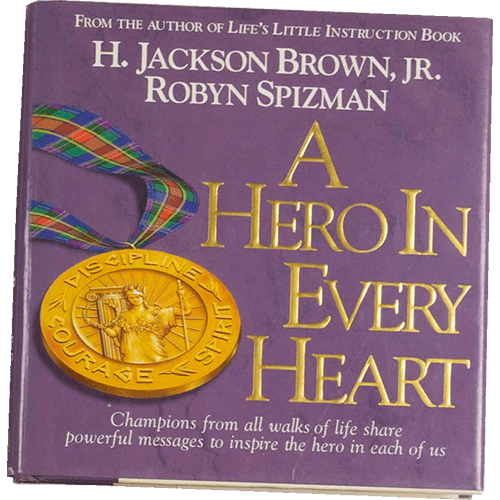 FROM THE AUTHOR OF LIFE'S LITTLE INSTRUCTION BOOK
H. JACKSON BROWN, JR.
ROBYN SPIZMAN
A
HERO IN
EVERY
HEART
DISCIPLINE
COURAGE
SPIRIT
Champions from all walks of life share
powerful messages to inspire the hero in each of us